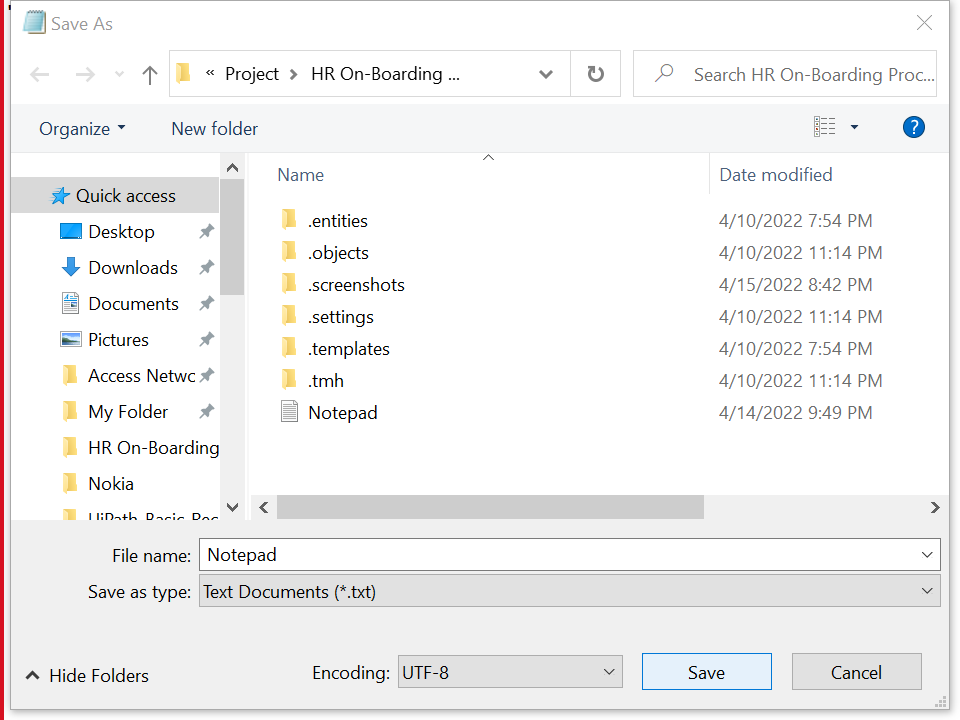 Save As
« Project > HR On-Boarding ...
Search HR On-Boarding Proc...
Organize
New folder
?
Name
Date modified
Quick access
Desktop
Downloads
Documents
Pictures
Access Netwc
My Folder
HR On-Boarding
Nokia
UiPath-Basic-Rec
.entities 4/10/2022 7:54 PM
.objects 4/10/2022 11:14 PM
.screenshots 4/15/2022 8:42 PM
.settings 4/10/2022 11:14 PM
.templates 4/10/2022 7:54 PM
.tmh 4/10/2022 11:14 PM
Notepad 4/14/2022 9:49 PM
File name: Notepad
Save as type: Text Documents (*.txt)
Hide Folders
Encoding: UTF-8
Save
Cancel